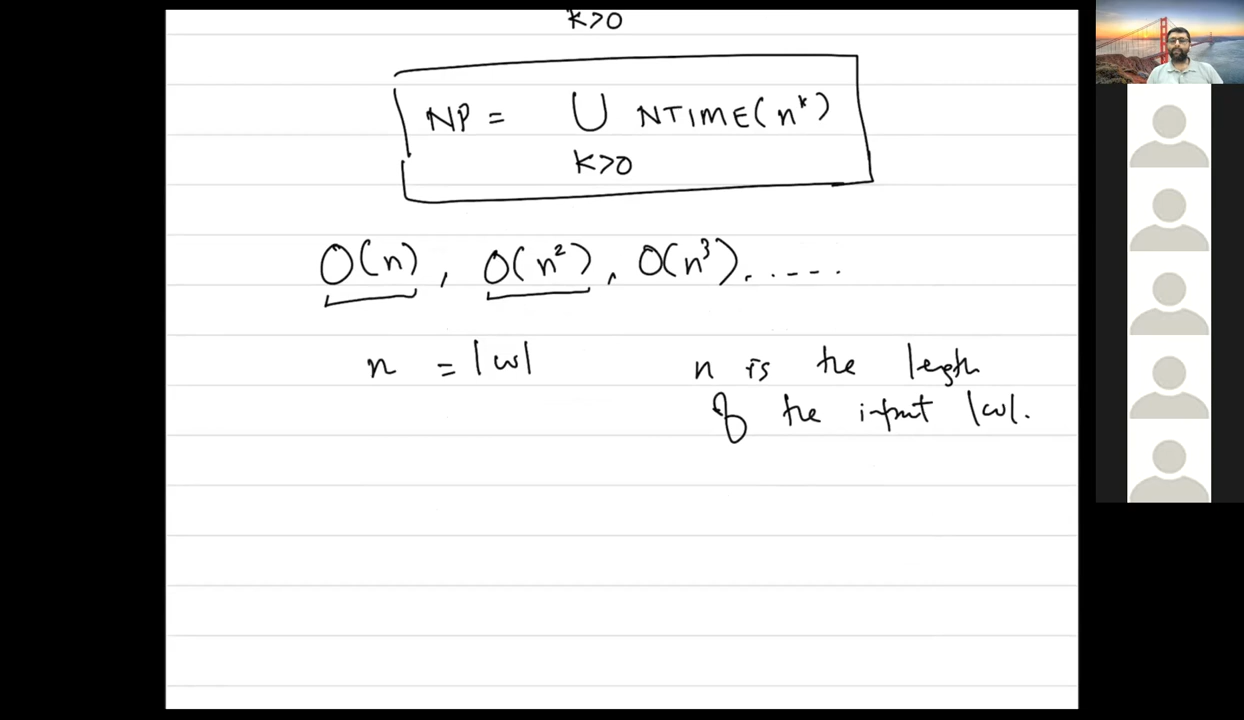 k>0
NP = ∪ NTIME(n^k)
k>0
O(n), O(n²), O(n³), .....
n = |w|
n is the length
of the input |w|.